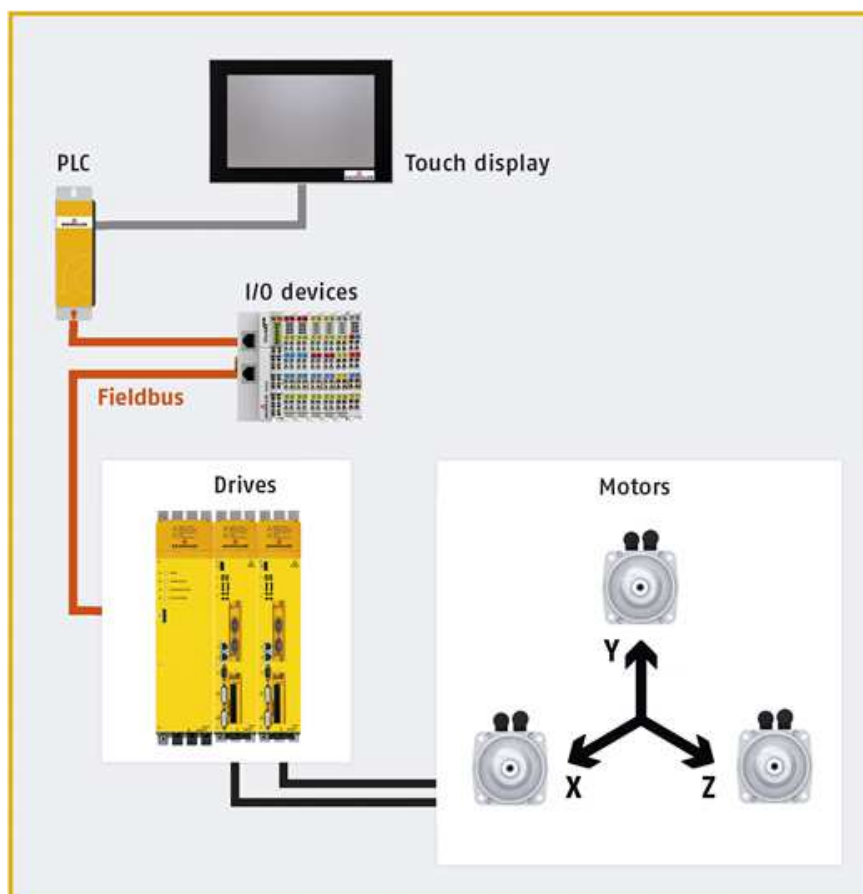 PLC
Touch display
I/O devices
Fieldbus
Drives
Motors
Y
X
Z